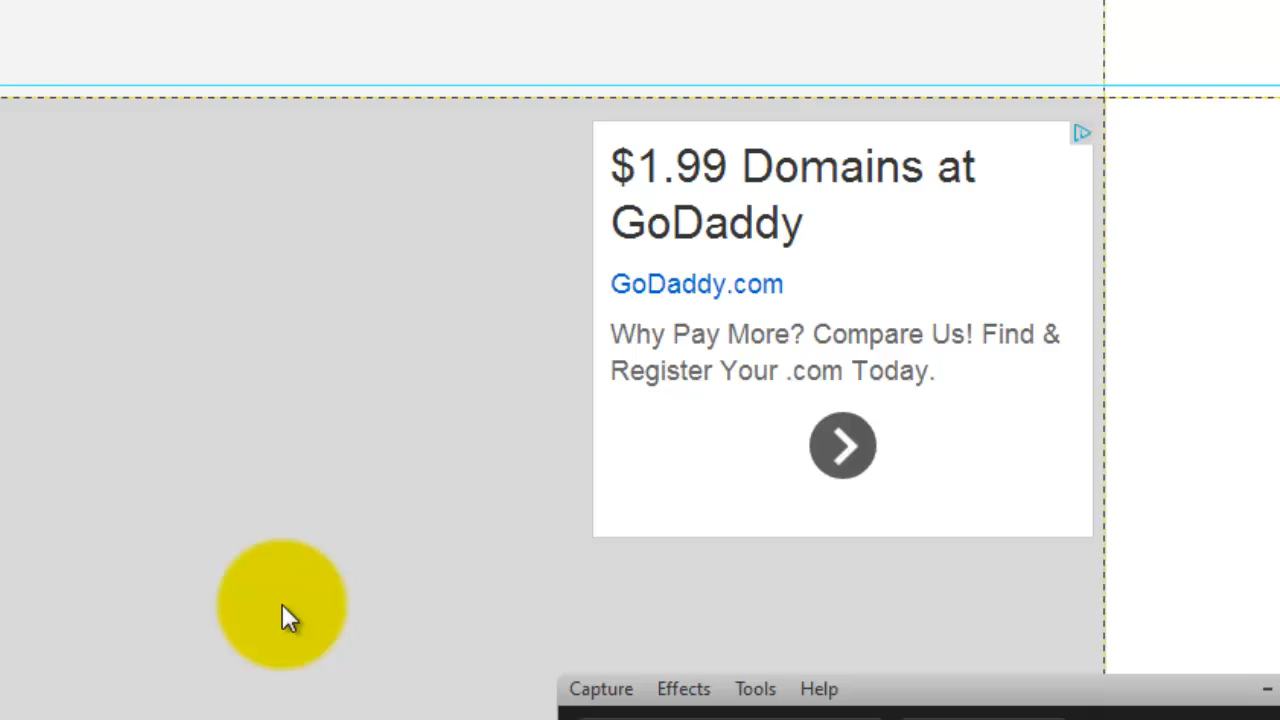 $1.99 Domains at
GoDaddy
GoDaddy.com
Why Pay More? Compare Us! Find &
Register Your .com Today.
Capture Effects Tools Help